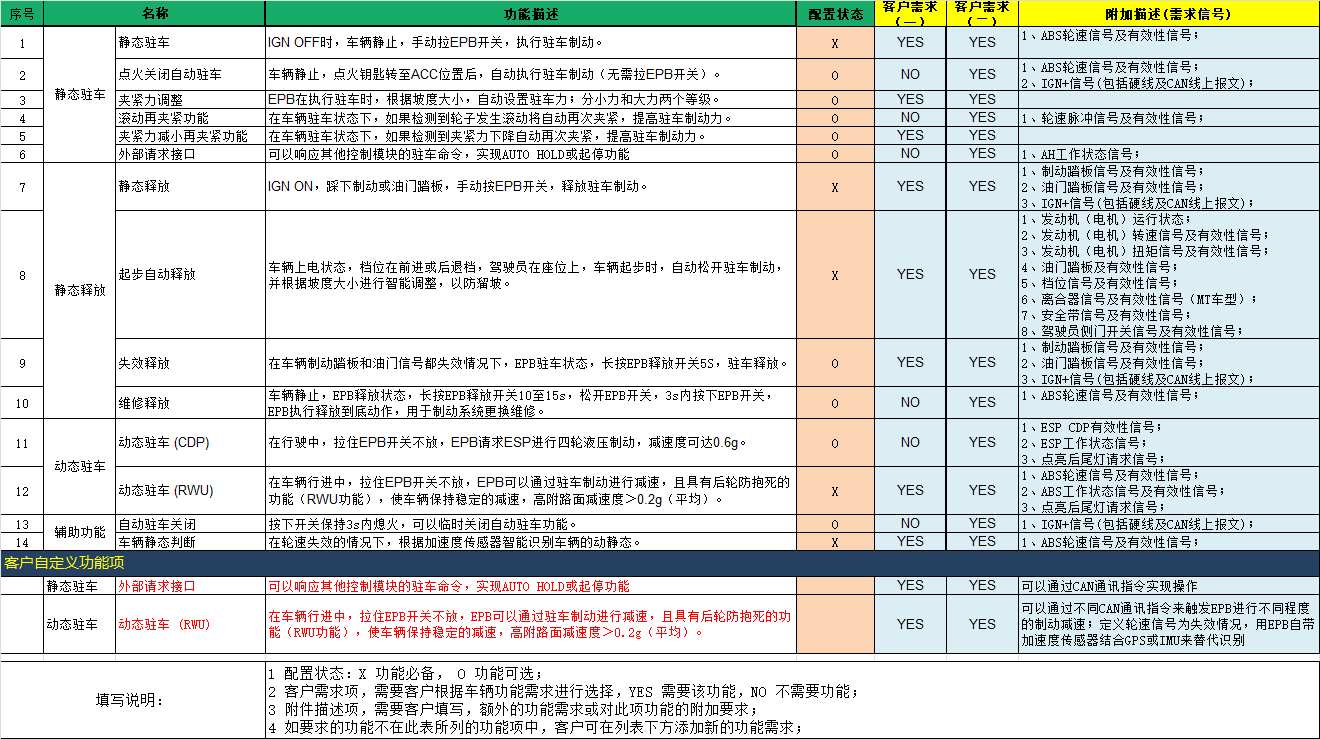 序号 名称 功能描述 配置状态 客户需求（一） 客户需求（二） 附加描述(需求信号)
静态驻车
1 静态驻车 IGN OFF时，车辆静止，手动拉EPB开关，执行驻车制动。 X YES YES 1、ABS轮速信号及有效性信号；
2 点火关闭自动驻车 车辆静止，点火钥匙转至ACC位置后，自动执行驻车制动（无需拉EPB开关）。 O NO YES 1、ABS轮速信号及有效性信号；
2、IGN+信号(包括硬线及CAN线上报文)；
3 夹紧力调整 EPB在执行驻车时，根据坡度大小，自动设置驻车力；分小力和大力两个等级。 O YES YES
4 滚动再夹紧功能 在车辆驻车状态下，如果检测到轮子发生滚动将自动再次夹紧，提高驻车制动力。 O NO YES 1、轮速脉冲信号及有效性信号；
5 夹紧力减小再夹紧功能 在车辆驻车状态下，如果检测到夹紧力下降自动再次夹紧，提高驻车制动力。 O YES YES
6 外部请求接口 可以响应其他控制模块的驻车命令，实现AUTO HOLD或起停功能 O NO YES 1、AH工作状态信号；
静态释放
7 静态释放 IGN ON，踩下制动或油门踏板，手动按EPB开关，释放驻车制动。 X YES YES 1、制动踏板信号及有效性信号；
2、油门踏板信号及有效性信号；
3、IGN+信号(包括硬线及CAN线上报文)；
8 起步自动释放 车辆上电状态，档位在前进或后退档，驾驶员在座位上，车辆起步时，自动松开驻车制动，
并根据坡度大小进行智能调整，以防溜坡。 X YES YES 1、发动机（电机）运行状态；
2、发动机（电机）转速信号及有效性信号；
3、发动机（电机）扭矩信号及有效性信号；
4、油门踏板及有效性信号；
5、档位信号及有效性信号；
6、离合器信号及有效性信号（MT车型）；
7、安全带信号及有效性信号；
8、驾驶员侧门开关信号及有效性信号；
9 失效释放 在车辆制动踏板和油门信号都失效情况下，EPB驻车状态，长按EPB释放开关5S，驻车释放。 O YES YES 1、制动踏板信号及有效性信号；
2、油门踏板信号及有效性信号；
3、IGN+信号(包括硬线及CAN线上报文)；
10 维修释放 车辆静止，EPB释放状态，长按EPB释放开关10至15s，松开EPB开关，3s内按下EPB开关，
EPB执行释放到底动作，用于制动系统更换维修。 O NO YES 1、ABS轮速信号及有效性信号；
动态驻车
11 动态驻车 (CDP) 在行驶中，拉住EPB开关不放，EPB请求ESP进行四轮液压制动，减速度可达0.6g。 O NO YES 1、ESP CDP有效性信号；
2、ESP工作状态信号；
3、点亮后尾灯请求信号；
12 动态驻车 (RWU) 在车辆行进中，拉住EPB开关不放，EPB可以通过驻车制动进行减速，且具有后轮防抱死的
功能（RWU功能），使车辆保持稳定的减速，高附路面减速度＞0.2g（平均）。 X YES YES 1、ABS轮速信号及有效性信号；
2、ABS工作状态信号及有效性信号；
3、点亮后尾灯请求信号；
辅助功能
13 自动驻车关闭 按下开关保持3s内熄火，可以临时关闭自动驻车功能。 O NO YES 1、IGN+信号(包括硬线及CAN线上报文)；
14 车辆静态判断 在轮速失效的情况下，根据加速度传感器智能识别车辆的动静态。 X YES YES 1、ABS轮速信号及有效性信号；
客户自定义功能项
静态驻车 外部请求接口 可以响应其他控制模块的驻车命令，实现AUTO HOLD或起停功能 YES YES 可以通过CAN通讯指令实现操作
动态驻车 动态驻车 （RWU) 在车辆行进中，拉住EPB开关不放，EPB可以通过驻车制动进行减速，且具有后轮防抱死的功
能（RWU功能），使车辆保持稳定的减速，高附路面减速度＞0.2g（平均）。 YES YES 可以通过不同CAN通讯指令来触发EPB进行不同程度
的制动减速；定义轮速信号为失效情况，用EPB自带
加速度传感器结合GPS或IMU来替代识别
填写说明：
1 配置状态：X 功能必备， O 功能可选；
2 客户需求项，需要客户根据车辆功能需求进行选择，YES 需要该功能，NO 不需要功能；
3 附件描述项，需要客户填写，额外的功能需求或对此项功能的附加要求；
4 如要求的功能不在此表所列的功能项中，客户可在列表下方添加新的功能需求；